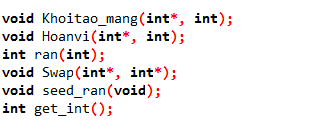 void Khoitao_mang(int*, int);
void Hoanvi(int*, int);
int ran(int);
void Swap(int*, int*);
void seed_ran(void);
int get_int();